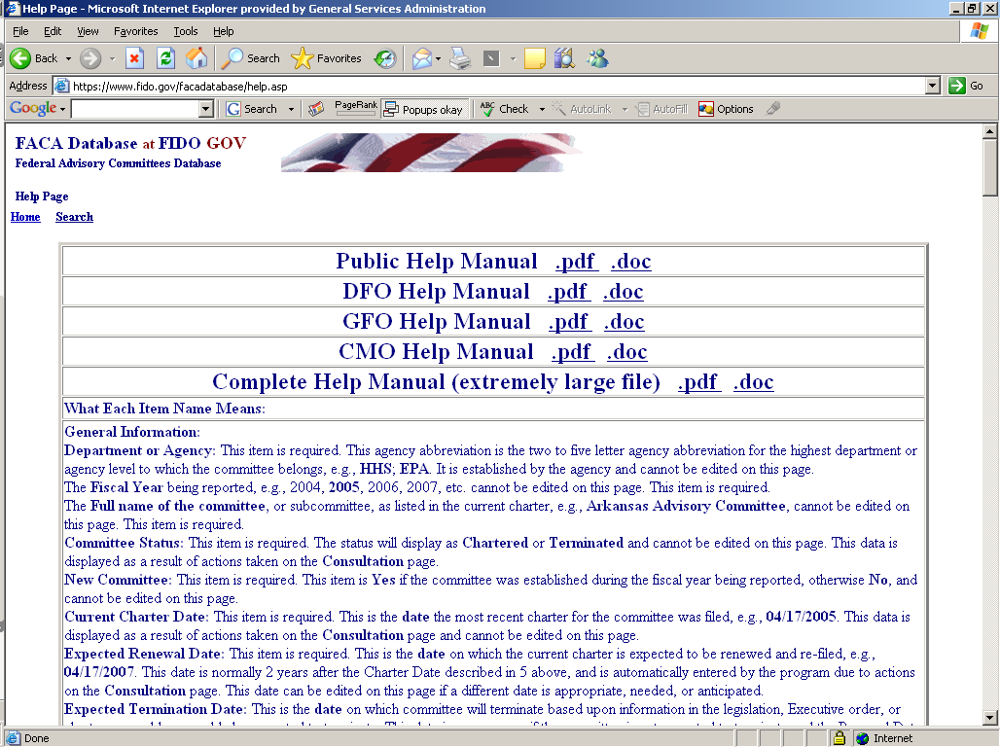 Help Page - Microsoft Internet Explorer provided by General Services Administration
File Edit View Favorites Tools Help
Back Search Favorites
Address https://www.fido.gov/facadatabase/help.asp Go
Google Search PageRank Popups okay ABC Check AutoLink AutoFill Options
FACA Database at FIDO GOV
Federal Advisory Committees Database
Help Page
Home Search
Public Help Manual .pdf .doc
DFO Help Manual .pdf .doc
GFO Help Manual .pdf .doc
CMO Help Manual .pdf .doc
Complete Help Manual (extremely large file) .pdf .doc
What Each Item Name Means:
General Information:
Department or Agency: This item is required. This agency abbreviation is the two to five letter agency abbreviation for the highest department or
agency level to which the committee belongs, e.g., HHS; EPA. It is established by the agency and cannot be edited on this page.
The Fiscal Year being reported, e.g., 2004, 2005, 2006, 2007, etc. cannot be edited on this page. This item is required.
The Full name of the committee, or subcommittee, as listed in the current charter, e.g., Arkansas Advisory Committee, cannot be edited on
this page. This item is required.
Committee Status: This item is required. The status will display as Chartered or Terminated and cannot be edited on this page. This data is
displayed as a result of actions taken on the Consultation page.
New Committee: This item is required. This item is Yes if the committee was established during the fiscal year being reported, otherwise No, and
cannot be edited on this page.
Current Charter Date: This item is required. This is the date the most recent charter for the committee was filed, e.g., 04/17/2005. This data is
displayed as a result of actions taken on the Consultation page and cannot be edited on this page.
Expected Renewal Date: This item is required. This is the date on which the current charter is expected to be renewed and re-filed, e.g.,
04/17/2007. This date is normally 2 years after the Charter Date described in 5 above, and is automatically entered by the program due to actions
on the Consultation page. This date can be edited on this page if a different date is appropriate, needed, or anticipated.
Expected Termination Date: This is the date on which committee will terminate based upon information in the legislation, Executive order, or
Done Internet